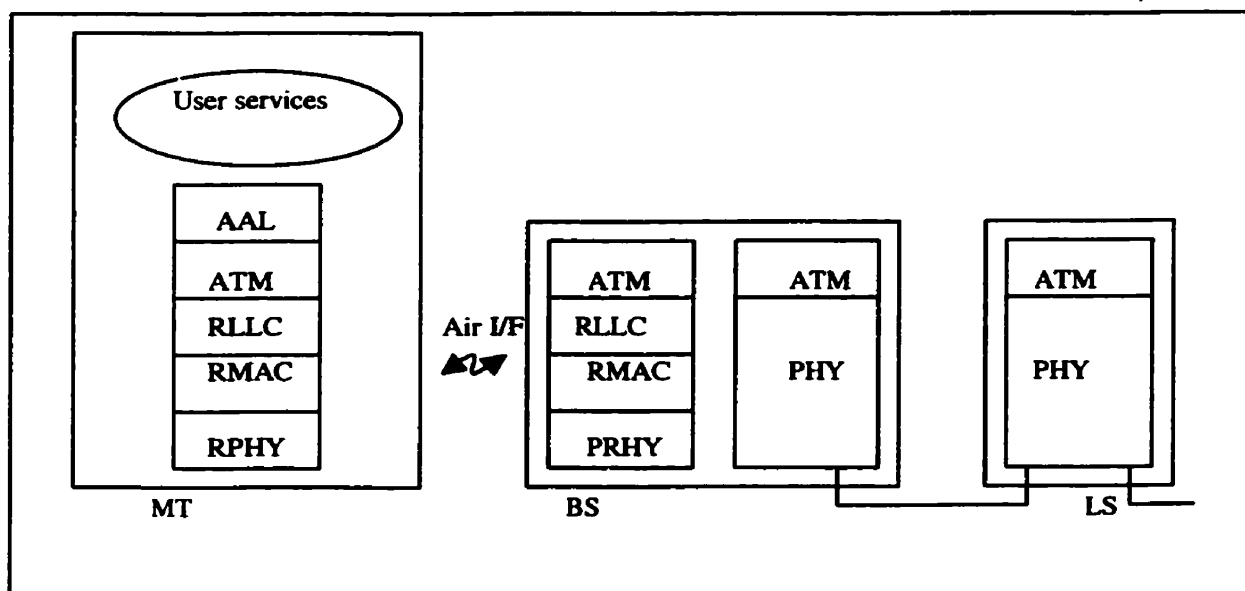 User services
AAL
ATM
RLLC
RMAC
RPHY
MT
Air I/F
ATM
RLLC
RMAC
PRHY
ATM
PHY
BS
ATM
PHY
LS